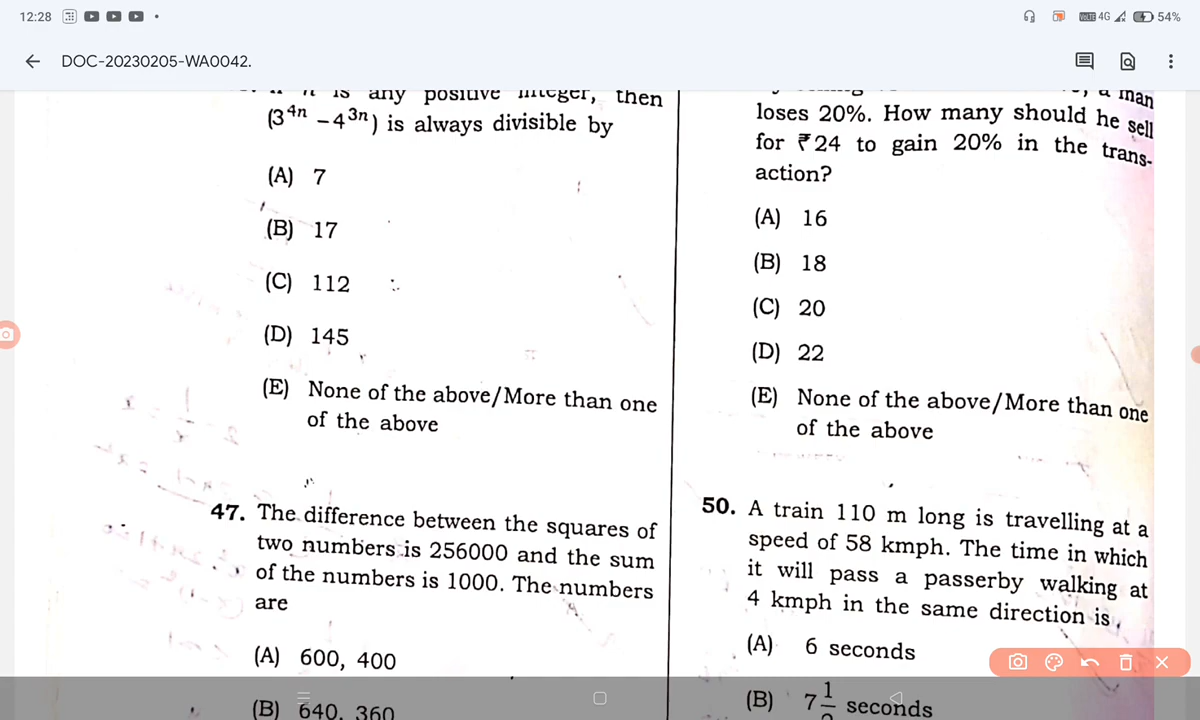 12:28
VoLTE 4G 54%
DOC-20230205-WA0042.
n is any positive integer, then
(3⁴ⁿ – 4³ⁿ) is always divisible by
(A) 7
(B) 17
(C) 112
(D) 145
(E) None of the above/More than one
of the above
47. The difference between the squares of
two numbers is 256000 and the sum
of the numbers is 1000. The numbers
are
(A) 600, 400
(B) 640, 360
a man
loses 20%. How many should he sell
for ₹24 to gain 20% in the trans-
action?
(A) 16
(B) 18
(C) 20
(D) 22
(E) None of the above/More than one
of the above
50. A train 110 m long is travelling at a
speed of 58 kmph. The time in which
it will pass a passerby walking at
4 kmph in the same direction is
(A) 6 seconds
(B) 7 seconds